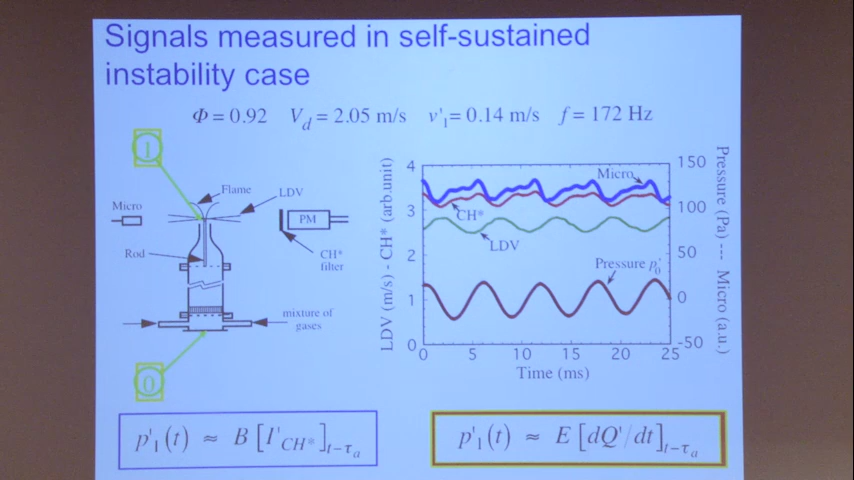 Signals measured in self-sustained
instability case
Φ = 0.92 V_d = 2.05 m/s v'_1 = 0.14 m/s f = 172 Hz
1
Flame
LDV
Micro
PM
Rod
CH*
filter
mixture of
gases
0
LDV (m/s) - CH* (arb.unit)
4
3
2
1
0
Micro
CH*
LDV
Pressure p'_0
150
100
50
0
-50
Pressure (Pa) --- Micro (a.u.)
0 5 10 15 20 25
Time (ms)
p'_1(t) ≈ B [I'_{CH*}]_{t-τ_a}
p'_1(t) ≈ E [dQ'/dt]_{t-τ_a}